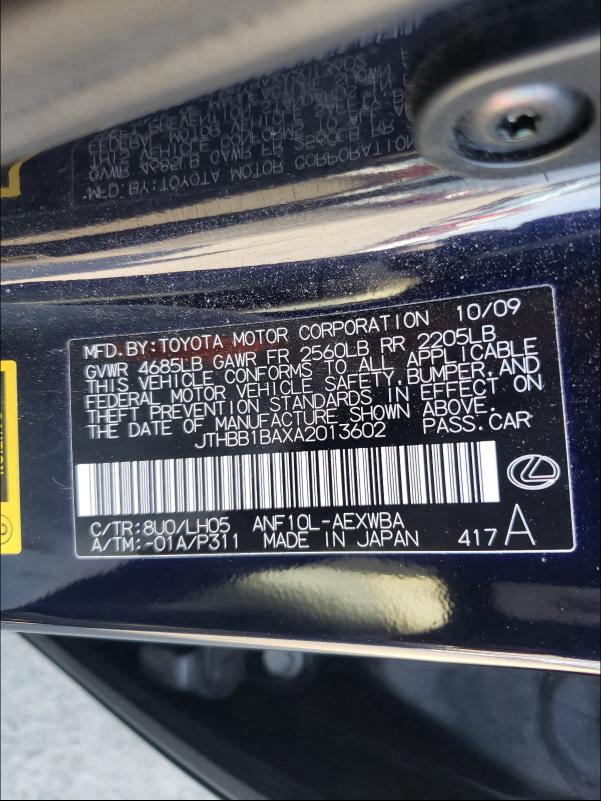 MFD.BY:TOYOTA MOTOR CORPORATION 10/09
GVWR 4685LB GAWR FR 2560LB RR 2205LB
THIS VEHICLE CONFORMS TO ALL APPLICABLE
FEDERAL MOTOR VEHICLE SAFETY,BUMPER,AND
THEFT PREVENTION STANDARDS IN EFFECT ON
THE DATE OF MANUFACTURE SHOWN ABOVE.
JTHBB1BAXA2013602 PASS.CAR
C/TR:8U0/LH05 ANF10L-AEXWBA
A/TM:-01A/P311 MADE IN JAPAN 417 A